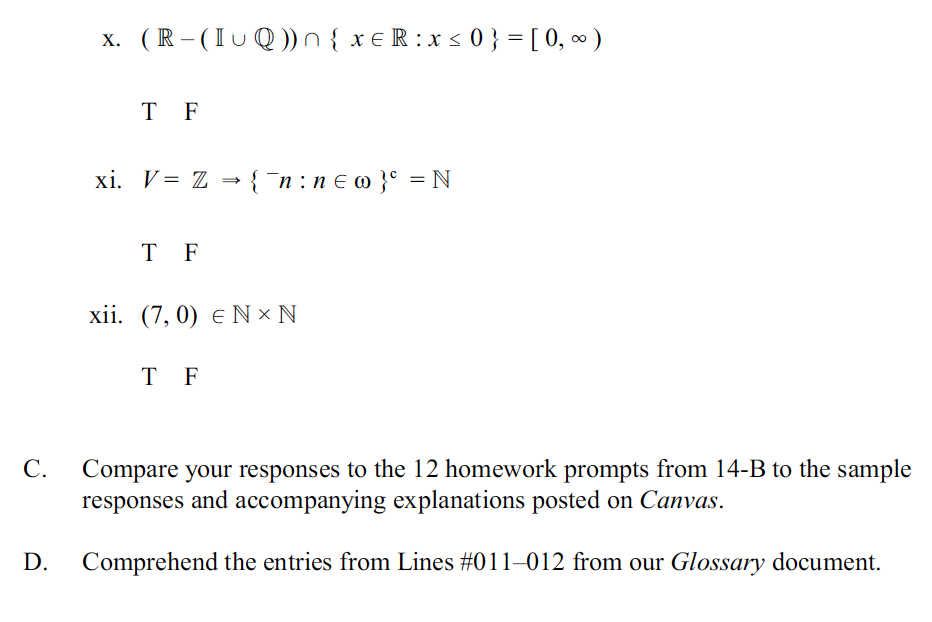 x. ( ℝ – ( 𝕀 ∪ ℚ )) ∩ { x ∈ ℝ : x ≤ 0 } = [ 0, ∞ )
T F
xi. V = ℤ ⇒ { ⁻n : n ∈ ω }ᶜ = ℕ
T F
xii. (7, 0) ∈ ℕ × ℕ
T F
C. Compare your responses to the 12 homework prompts from 14-B to the sample
responses and accompanying explanations posted on Canvas.
D. Comprehend the entries from Lines #011–012 from our Glossary document.